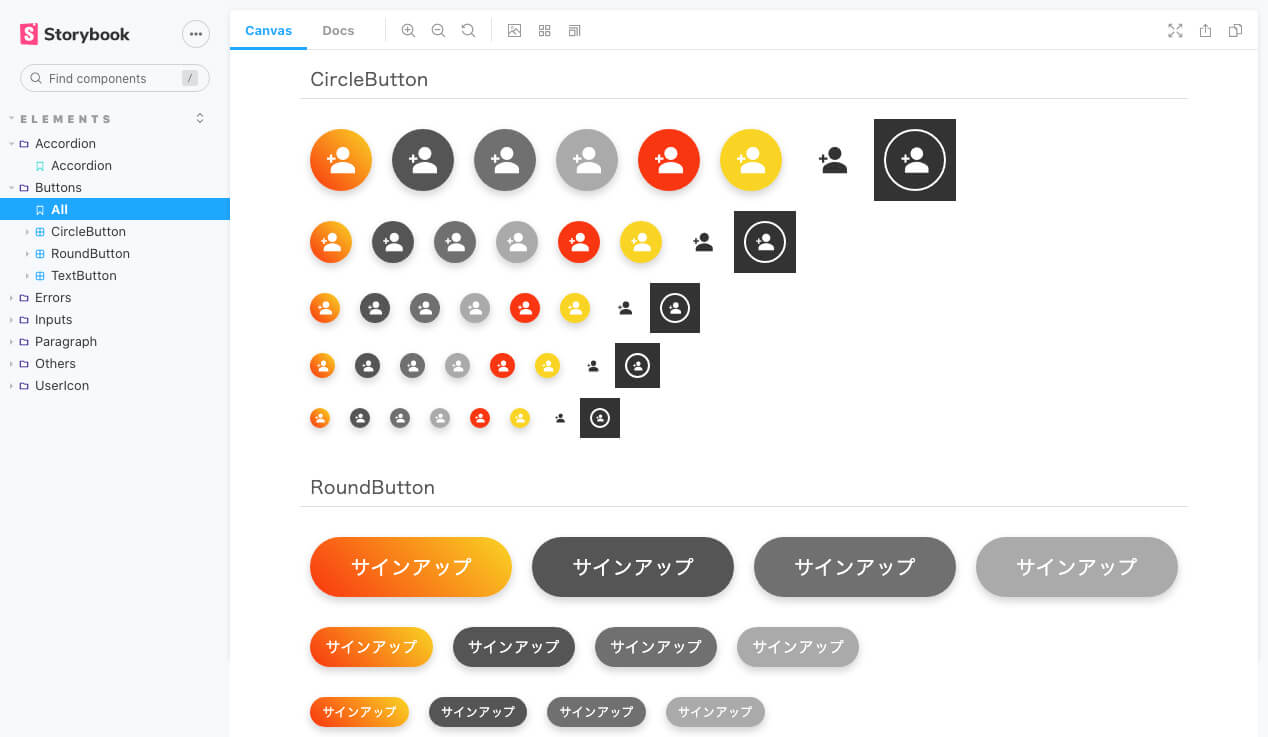 Storybook
Find components /
ELEMENTS
Accordion
Accordion
Buttons
All
CircleButton
RoundButton
TextButton
Errors
Inputs
Paragraph
Others
UserIcon
Canvas Docs
CircleButton
RoundButton
サインアップ サインアップ サインアップ サインアップ
サインアップ サインアップ サインアップ サインアップ
サインアップ サインアップ サインアップ サインアップ